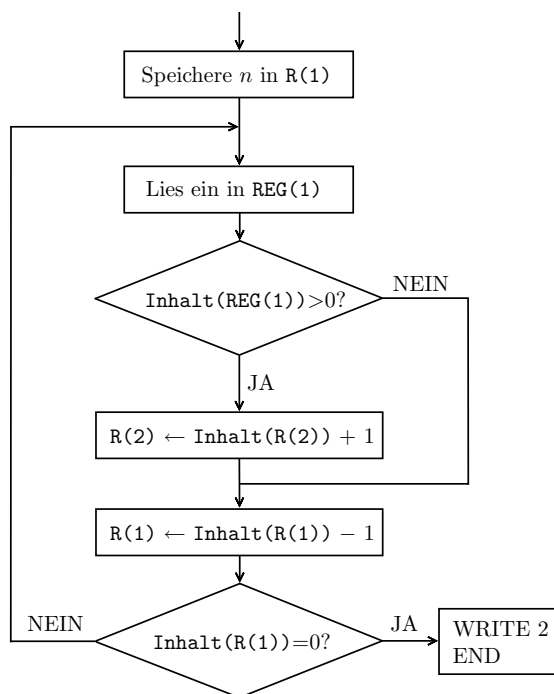 Speichere n in R(1)
Lies ein in REG(1)
Inhalt(REG(1))>0?
NEIN
JA
R(2) ← Inhalt(R(2)) + 1
R(1) ← Inhalt(R(1)) − 1
NEIN
Inhalt(R(1))=0?
JA
WRITE 2
END